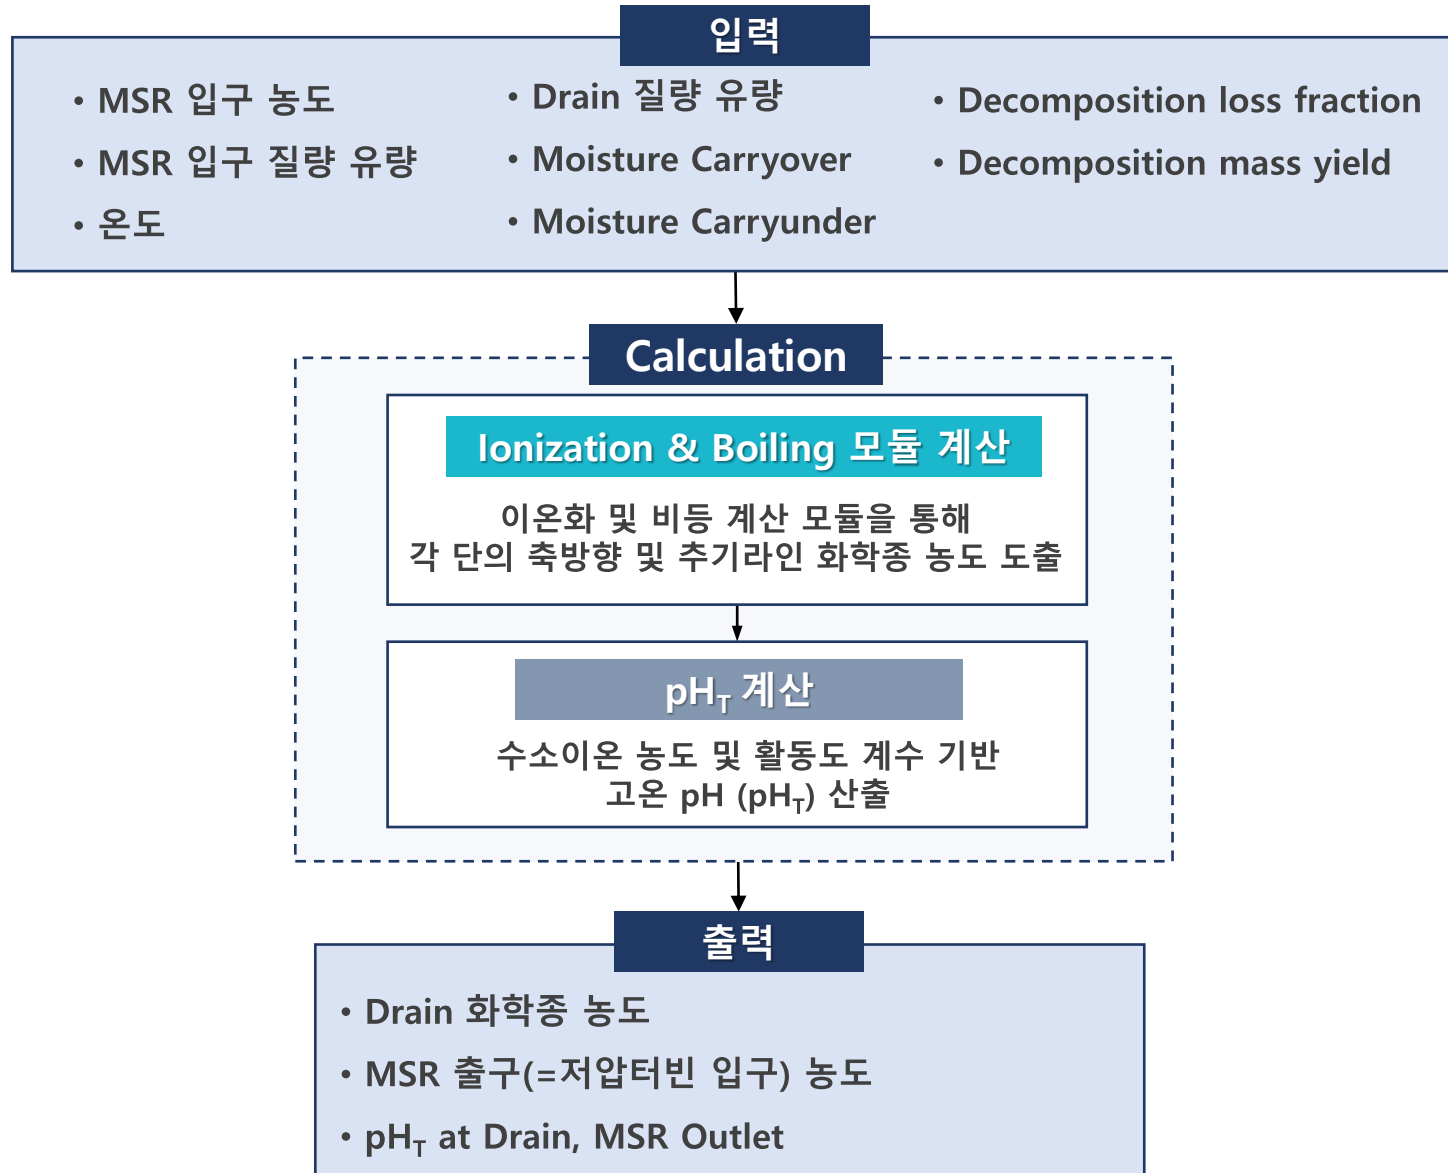 입력
• MSR 입구 농도
• MSR 입구 질량 유량
• 온도
• Drain 질량 유량
• Moisture Carryover
• Moisture Carryunder
• Decomposition loss fraction
• Decomposition mass yield
Calculation
Ionization & Boiling 모듈 계산
이온화 및 비등 계산 모듈을 통해
각 단의 축방향 및 추기라인 화학종 농도 도출
pH_T 계산
수소이온 농도 및 활동도 계수 기반
고온 pH (pH_T) 산출
출력
• Drain 화학종 농도
• MSR 출구(=저압터빈 입구) 농도
• pH_T at Drain, MSR Outlet